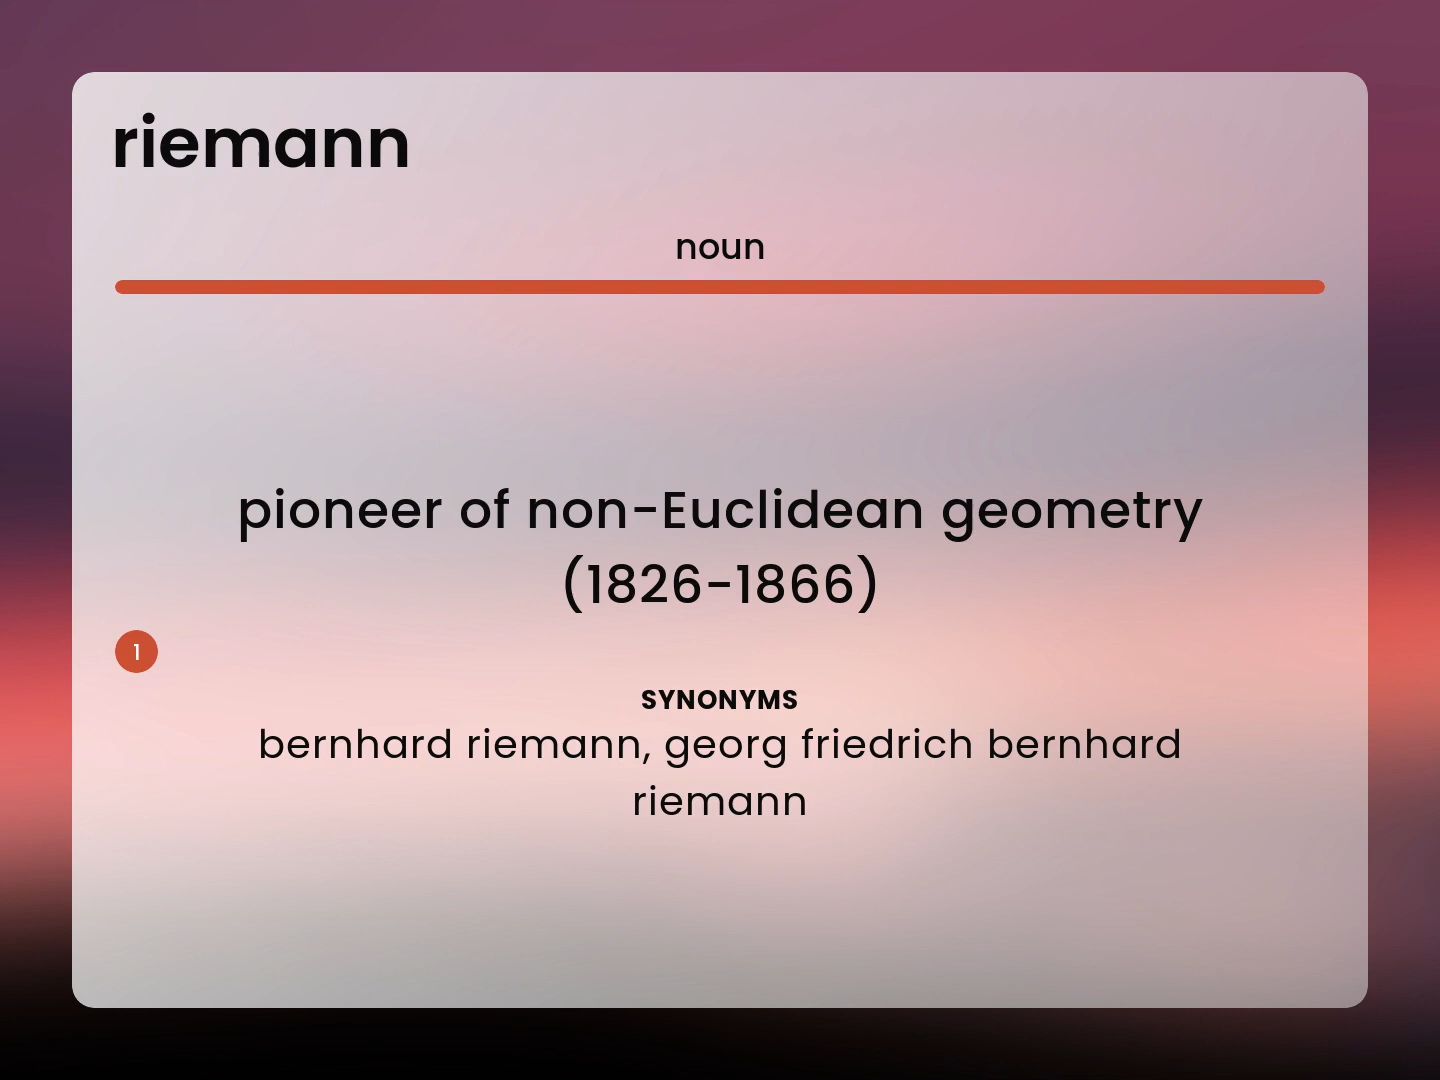 riemann
noun
pioneer of non-Euclidean geometry
(1826-1866)
1
SYNONYMS
bernhard riemann, georg friedrich bernhard
riemann